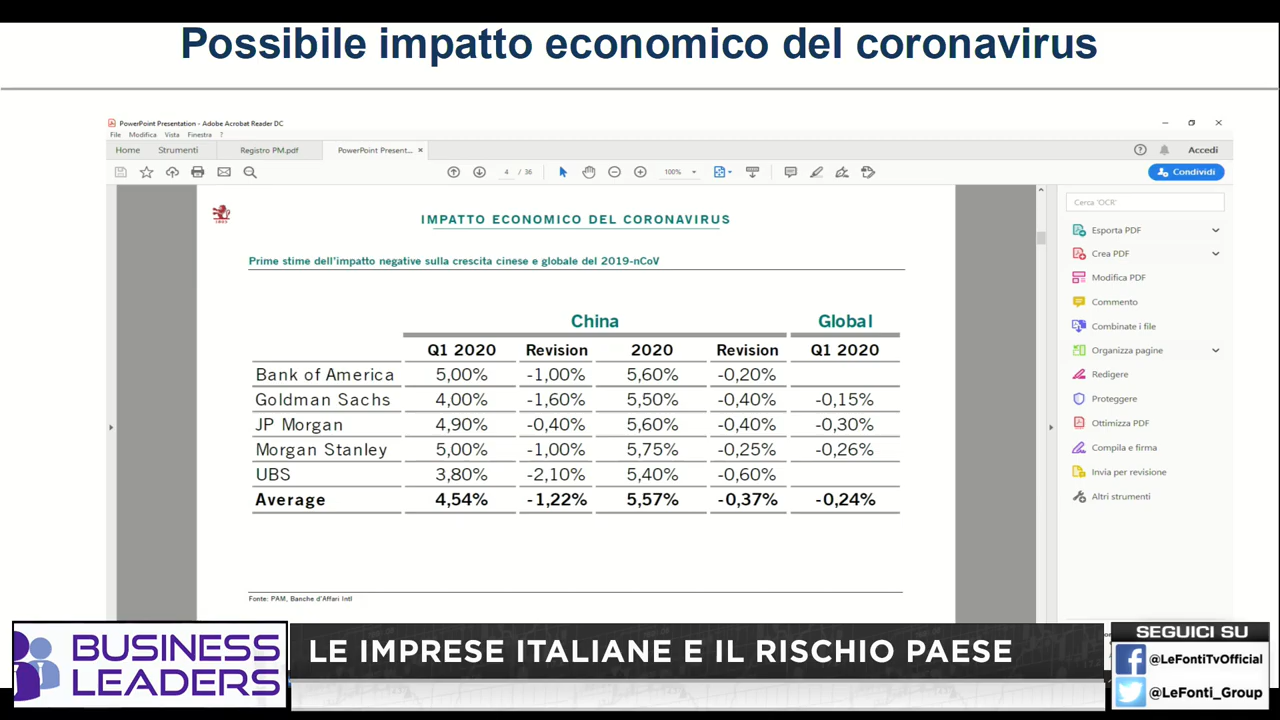 Possibile impatto economico del coronavirus
PowerPoint Presentation - Adobe Acrobat Reader DC
File Modifica Vista Finestra ?
Home Strumenti Registro PM.pdf PowerPoint Present... × Accedi
4 / 36 100% Condividi
IMPATTO ECONOMICO DEL CORONAVIRUS
Prime stime dell'impatto negative sulla crescita cinese e globale del 2019-nCoV
China Global
Q1 2020 Revision 2020 Revision Q1 2020
Bank of America 5,00% -1,00% 5,60% -0,20%
Goldman Sachs 4,00% -1,60% 5,50% -0,40% -0,15%
JP Morgan 4,90% -0,40% 5,60% -0,40% -0,30%
Morgan Stanley 5,00% -1,00% 5,75% -0,25% -0,26%
UBS 3,80% -2,10% 5,40% -0,60%
Average 4,54% -1,22% 5,57% -0,37% -0,24%
Fonte: PAM, Banche d'Affari Intl
Cerca 'OCR'
Esporta PDF
Crea PDF
Modifica PDF
Commento
Combinate i file
Organizza pagine
Redigere
Proteggere
Ottimizza PDF
Compila e firma
Invia per revisione
Altri strumenti
BUSINESS
LEADERS
LE IMPRESE ITALIANE E IL RISCHIO PAESE
SEGUICI SU
@LeFontiTvOfficial
@LeFonti_Group